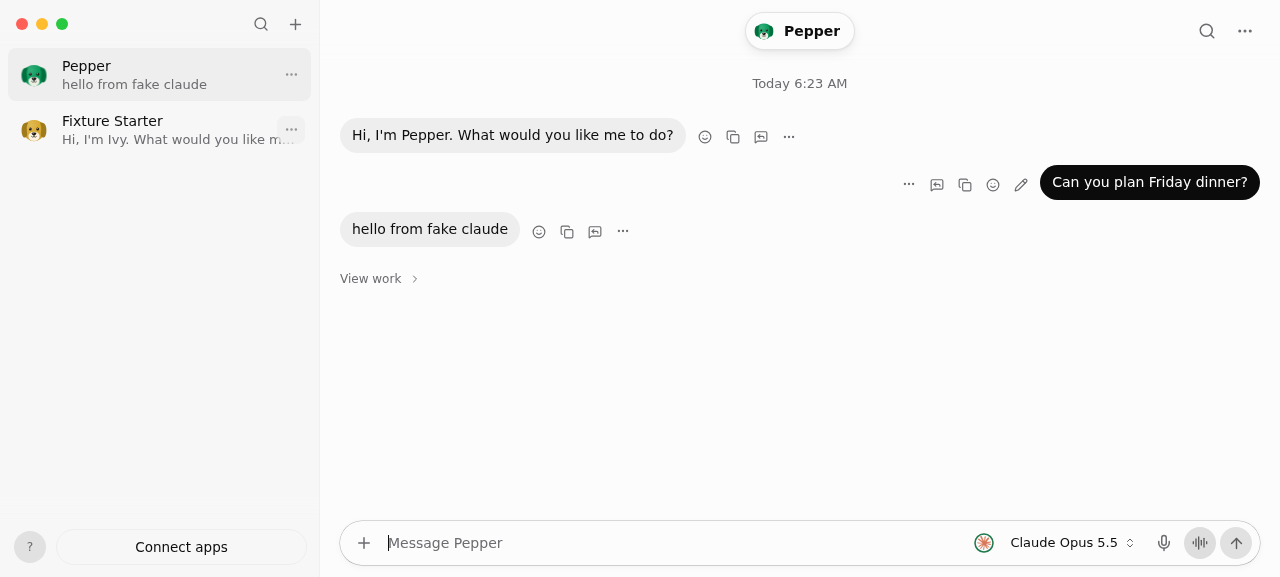 Pepper
hello from fake claude
Fixture Starter
Hi, I'm Ivy. What would you like m...
? Connect apps
Pepper
Today 6:23 AM
Hi, I'm Pepper. What would you like me to do?
Can you plan Friday dinner?
hello from fake claude
View work
Message Pepper
Claude Opus 5.5